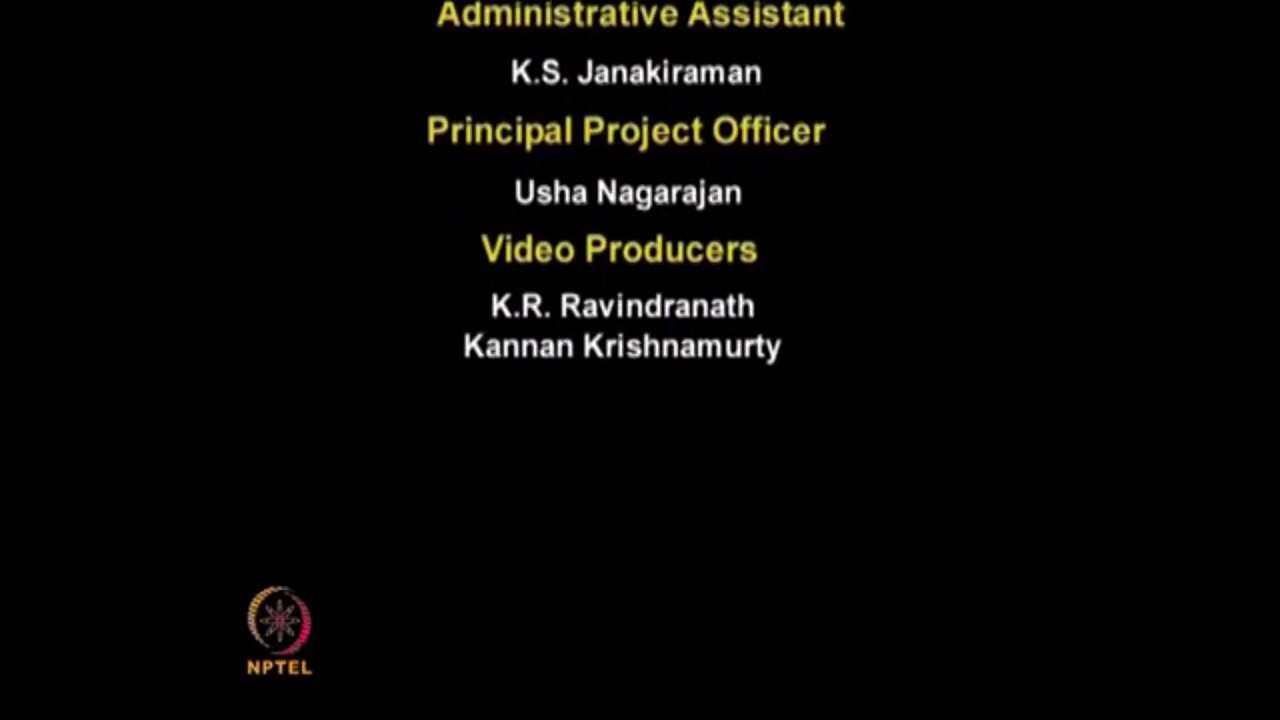 Administrative Assistant
K.S. Janakiraman
Principal Project Officer
Usha Nagarajan
Video Producers
K.R. Ravindranath
Kannan Krishnamurty
NPTEL